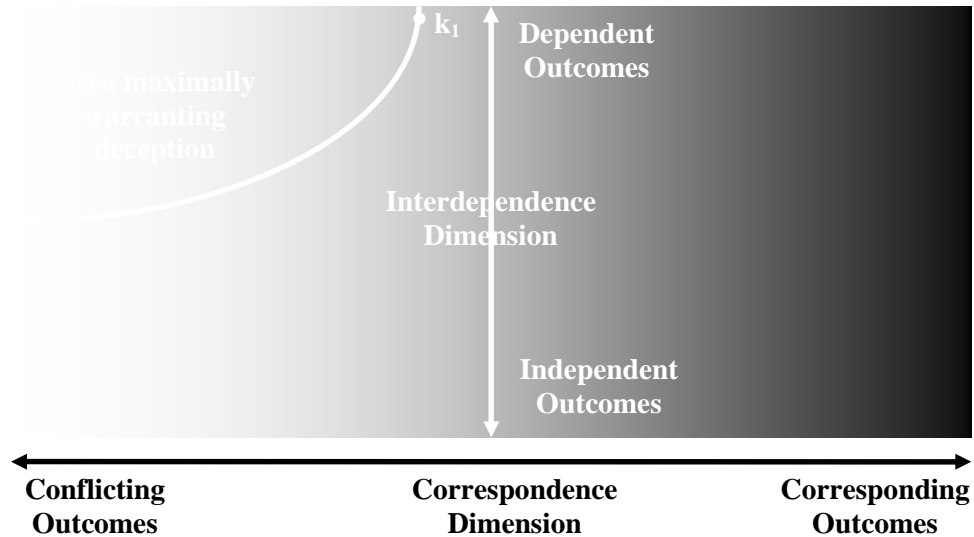 k1
Dependent
Outcomes
Area maximally
warranting
deception
Interdependence
Dimension
Independent
Outcomes
Conflicting
Outcomes
Correspondence
Dimension
Corresponding
Outcomes